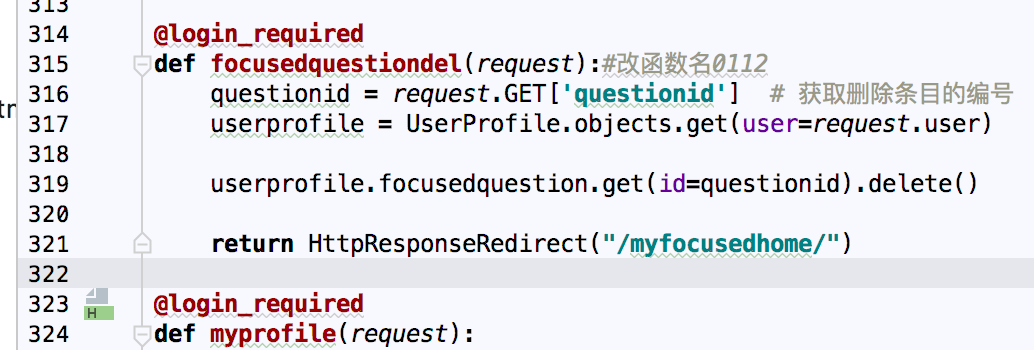 313
314 @login_required
315 def focusedquestiondel(request):#改函数名0112
316 questionid = request.GET['questionid'] # 获取删除条目的编号
317 userprofile = UserProfile.objects.get(user=request.user)
318
319 userprofile.focusedquestion.get(id=questionid).delete()
320
321 return HttpResponseRedirect("/myfocusedhome/")
322
323 H @login_required
324 def myprofile(request):